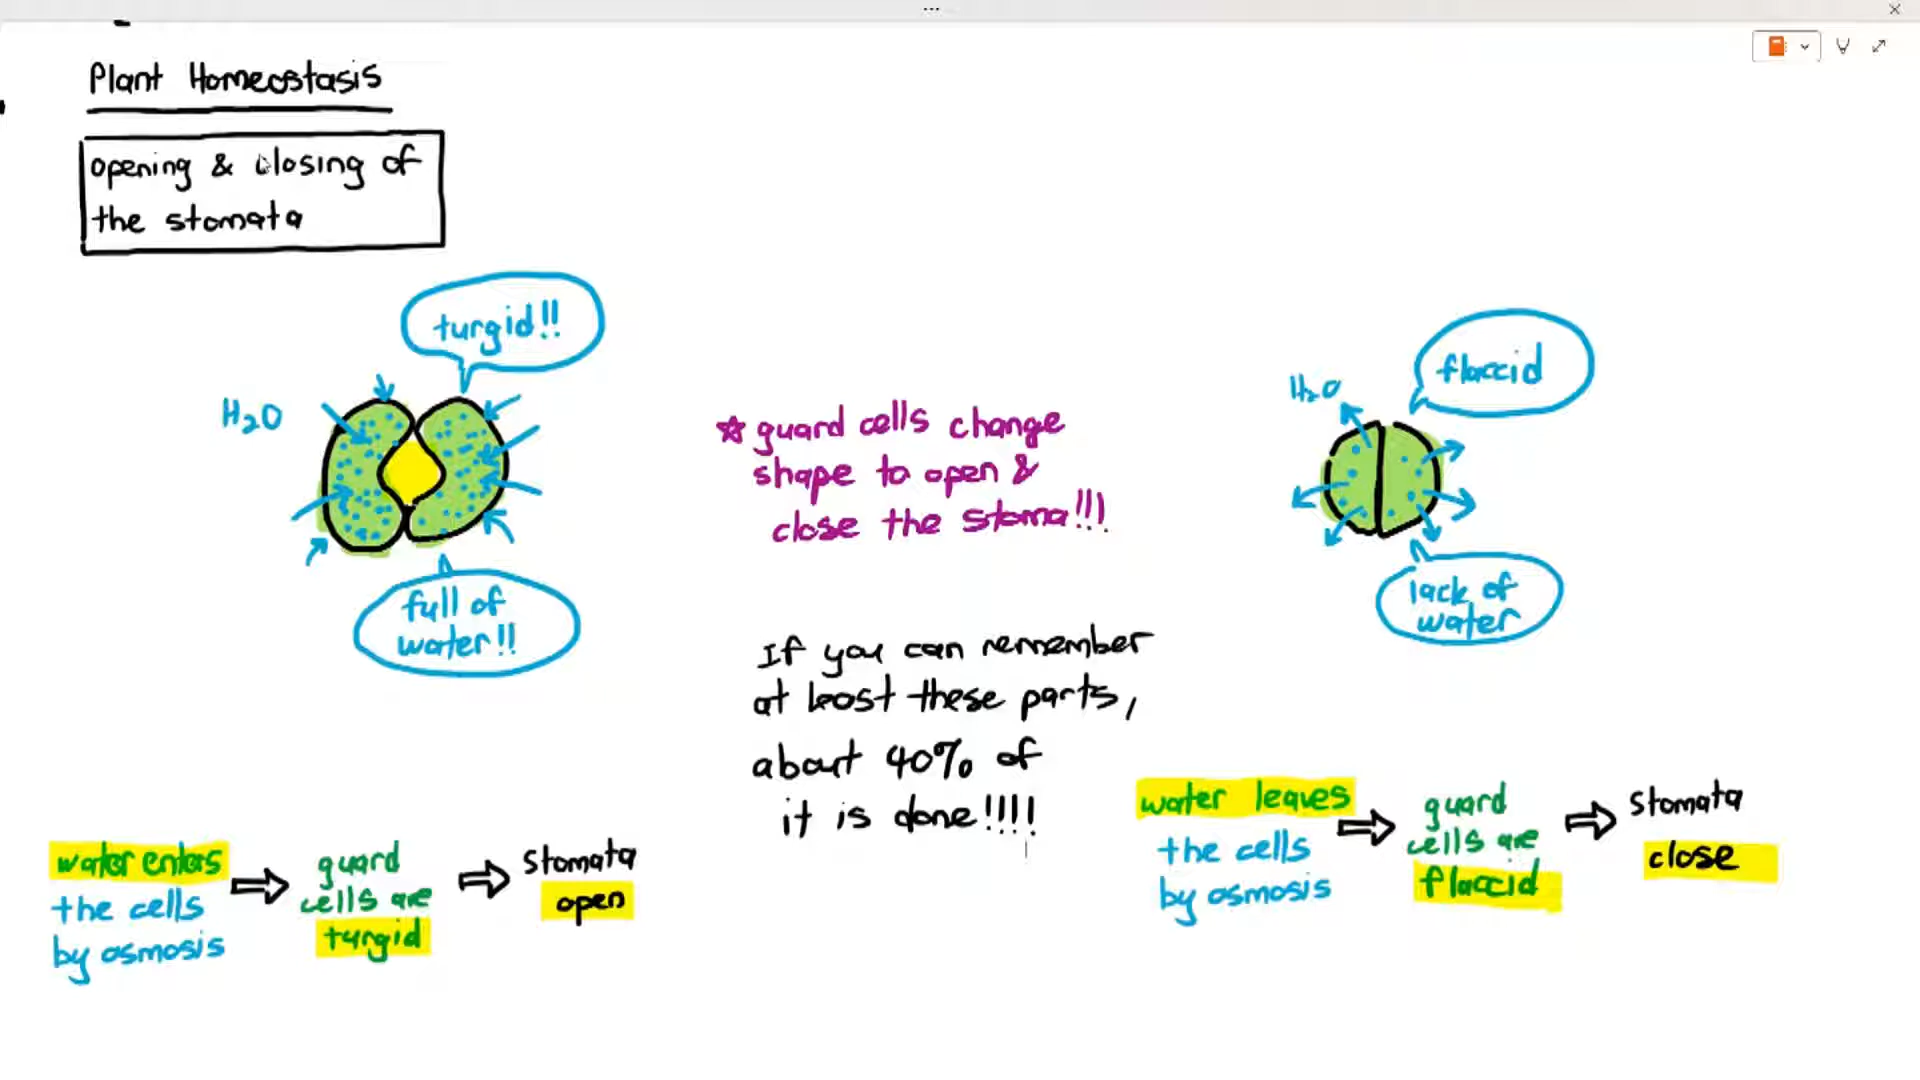 Plant Homeostasis
opening & closing of
the stomata
turgid!!
H₂O
full of
water!!
☆ guard cells change
shape to open &
close the stoma!!!
If you can remember
at least these parts,
about 40% of
it is done!!!!
H₂O
flaccid
lack of
water
water enters
the cells
by osmosis
⇒
guard
cells are
turgid
⇒
stomata
open
water leaves
the cells
by osmosis
⇒
guard
cells are
flaccid
⇒
stomata
close